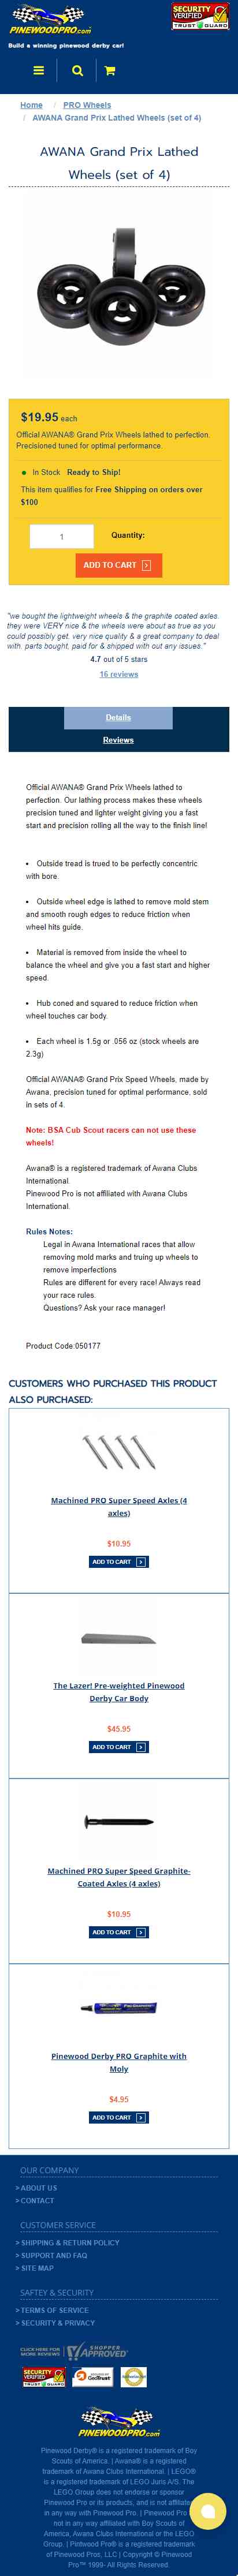 PINEWOODPRO.com
Build a winning pinewood derby car!
SECURITY
VERIFIED
TRUST GUARD
Home / PRO Wheels
/ AWANA Grand Prix Lathed Wheels (set of 4)
AWANA Grand Prix Lathed
Wheels (set of 4)
$19.95 each
Official AWANA® Grand Prix Wheels lathed to perfection.
Precisioned tuned for optimal performance.
In Stock Ready to Ship!
This item qualifies for Free Shipping on orders over
$100
1
Quantity:
ADD TO CART
"we bought the lightweight wheels & the graphite coated axles.
they were VERY nice & the wheels were about as true as you
could possibly get. very nice quality & a great company to deal
with. parts bought, paid for & shipped with out any issues."
4.7 out of 5 stars
16 reviews
Details
Reviews
Official AWANA® Grand Prix Wheels lathed to
perfection. Our lathing process makes these wheels
precision tuned and lighter weight giving you a fast
start and precision rolling all the way to the finish line!
• Outside tread is trued to be perfectly concentric
with bore.
• Outside wheel edge is lathed to remove mold stem
and smooth rough edges to reduce friction when
wheel hits guide.
• Material is removed from inside the wheel to
balance the wheel and give you a fast start and higher
speed.
• Hub coned and squared to reduce friction when
wheel touches car body.
• Each wheel is 1.5g or .056 oz (stock wheels are
2.3g)
Official AWANA® Grand Prix Speed Wheels, made by
Awana, precision tuned for optimal performance, sold
in sets of 4.
Note: BSA Cub Scout racers can not use these
wheels!
Awana® is a registered trademark of Awana Clubs
International.
Pinewood Pro is not affiliated with Awana Clubs
International.
Rules Notes:
Legal in Awana International races that allow
removing mold marks and truing up wheels to
remove imperfections
Rules are different for every race! Always read
your race rules.
Questions? Ask your race manager!
Product Code:050177
CUSTOMERS WHO PURCHASED THIS PRODUCT
ALSO PURCHASED:
Machined PRO Super Speed Axles (4
axles)
$10.95
ADD TO CART
The Lazer! Pre-weighted Pinewood
Derby Car Body
$45.95
ADD TO CART
Machined PRO Super Speed Graphite-
Coated Axles (4 axles)
$10.95
ADD TO CART
Pinewood Derby PRO Graphite with
Moly
$4.95
ADD TO CART
OUR COMPANY
> ABOUT US
> CONTACT
CUSTOMER SERVICE
> SHIPPING & RETURN POLICY
> SUPPORT AND FAQ
> SITE MAP
SAFTEY & SECURITY
> TERMS OF SERVICE
> SECURITY & PRIVACY
CLICK HERE FOR
MORE REVIEWS
SHOPPER
APPROVED
SECURITY
VERIFIED
TRUST GUARD
GoDaddy
PINEWOODPRO.com
Pinewood Derby® is a registered trademark of Boy
Scouts of America. | Awana® is a registered
trademark of Awana Clubs International. | LEGO®
is a registered trademark of LEGO Juris A/S. The
LEGO Group does not endorse or sponsor
Pinewood Pro or its products, and is not affiliated
in any way with Pinewood Pro. | Pinewood Pro is
not in any way affiliated with Boy Scouts of
America, Awana Clubs International or the LEGO
Group. | Pinewood Pro® is a registered trademark
of Pinewood Pros, LLC | Copyright © Pinewood
Pro™ 1999- All Rights Reserved.